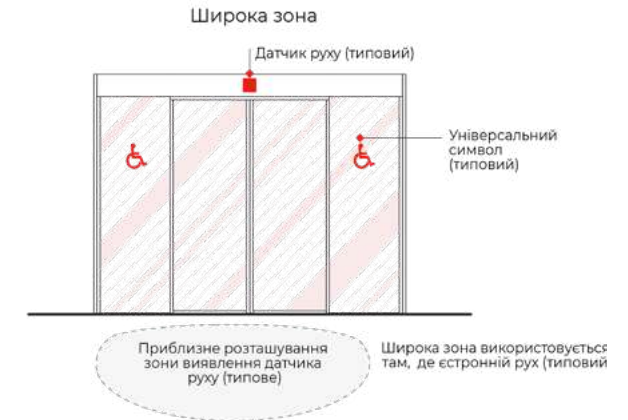 Широка зона
Датчик руху (типовий)
Універсальний
символ
(типовий)
Приблизне розташування
зони виявлення датчика
руху (типове)
Широка зона використовується
там, де єстронній рух (типовий